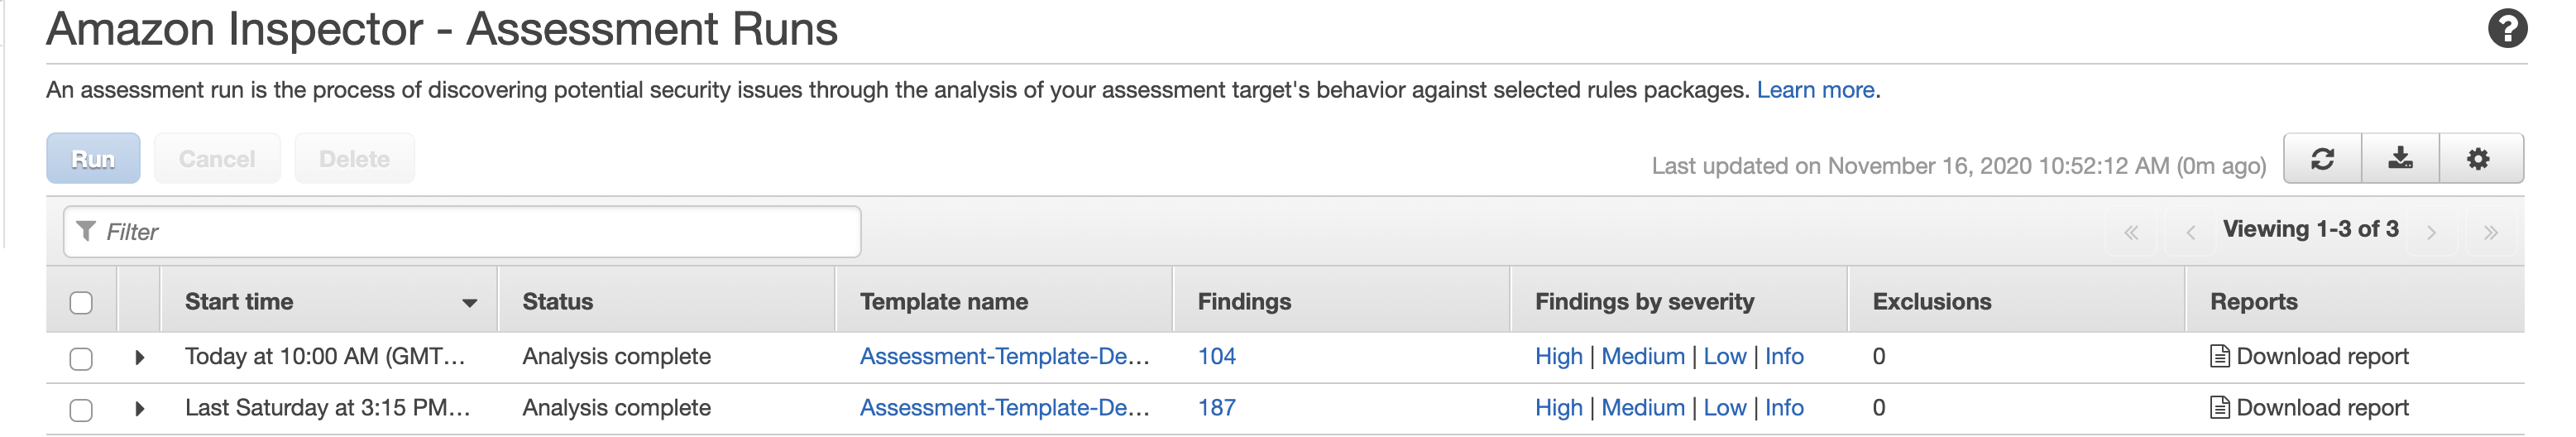 Amazon Inspector - Assessment Runs
An assessment run is the process of discovering potential security issues through the analysis of your assessment target's behavior against selected rules packages. Learn more.
Run Cancel Delete Last updated on November 16, 2020 10:52:12 AM (0m ago)
Filter « ‹ Viewing 1-3 of 3 › »
Start time Status Template name Findings Findings by severity Exclusions Reports
Today at 10:00 AM (GMT... Analysis complete Assessment-Template-De... 104 High | Medium | Low | Info 0 Download report
Last Saturday at 3:15 PM... Analysis complete Assessment-Template-De... 187 High | Medium | Low | Info 0 Download report